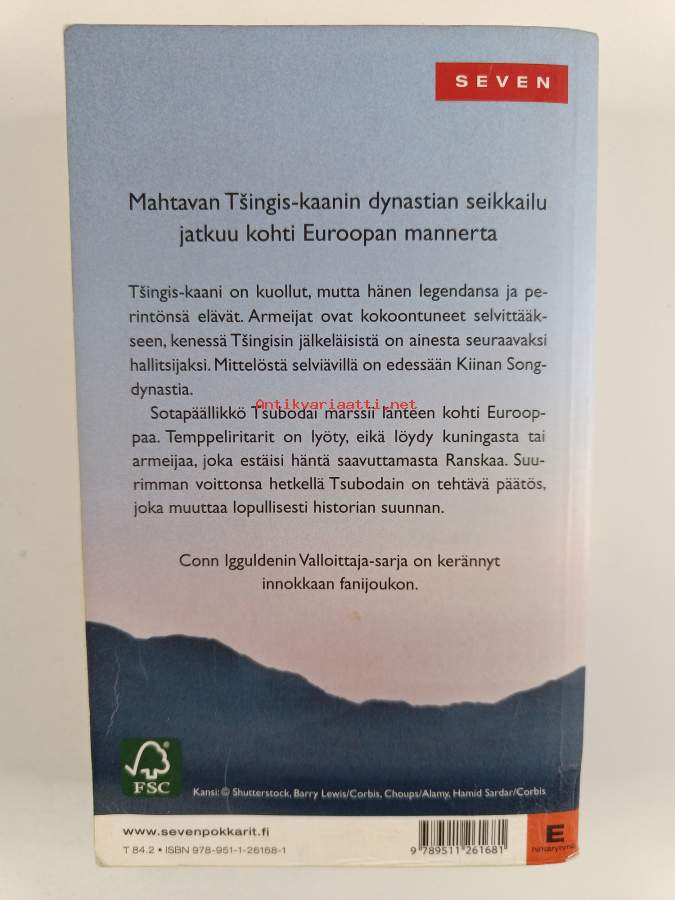 SEVEN
Mahtavan Tšingis-kaanin dynastian seikkailu
jatkuu kohti Euroopan mannerta
Tšingis-kaani on kuollut, mutta hänen legendansa ja pe-
rintönsä elävät. Armeijat ovat kokoontuneet selvittääk-
seen, kenessä Tšingisin jälkeläisistä on ainesta seuraavaksi
hallitsijaksi. Mittelöstä selviävillä on edessään Kiinan Song-
dynastia.
Antikvariaatti.net
Sotapäällikkö Tsubodai marssii länteen kohti Euroop-
paa. Temppeliritarit on lyöty, eikä löydy kuningasta tai
armeijaa, joka estäisi häntä saavuttamasta Ranskaa. Suu-
rimman voittonsa hetkellä Tsubodain on tehtävä päätös,
joka muuttaa lopullisesti historian suunnan.
Conn Igguldenin Valloittaja-sarja on kerännyt
innokkaan fanijoukon.
FSC
Kansi: © Shutterstock, Barry Lewis/Corbis, Choups/Alamy, Hamid Sardar/Corbis
www.sevenpokkarit.fi
T 84.2 • ISBN 978-951-1-26168-1
9 789511 261681
E